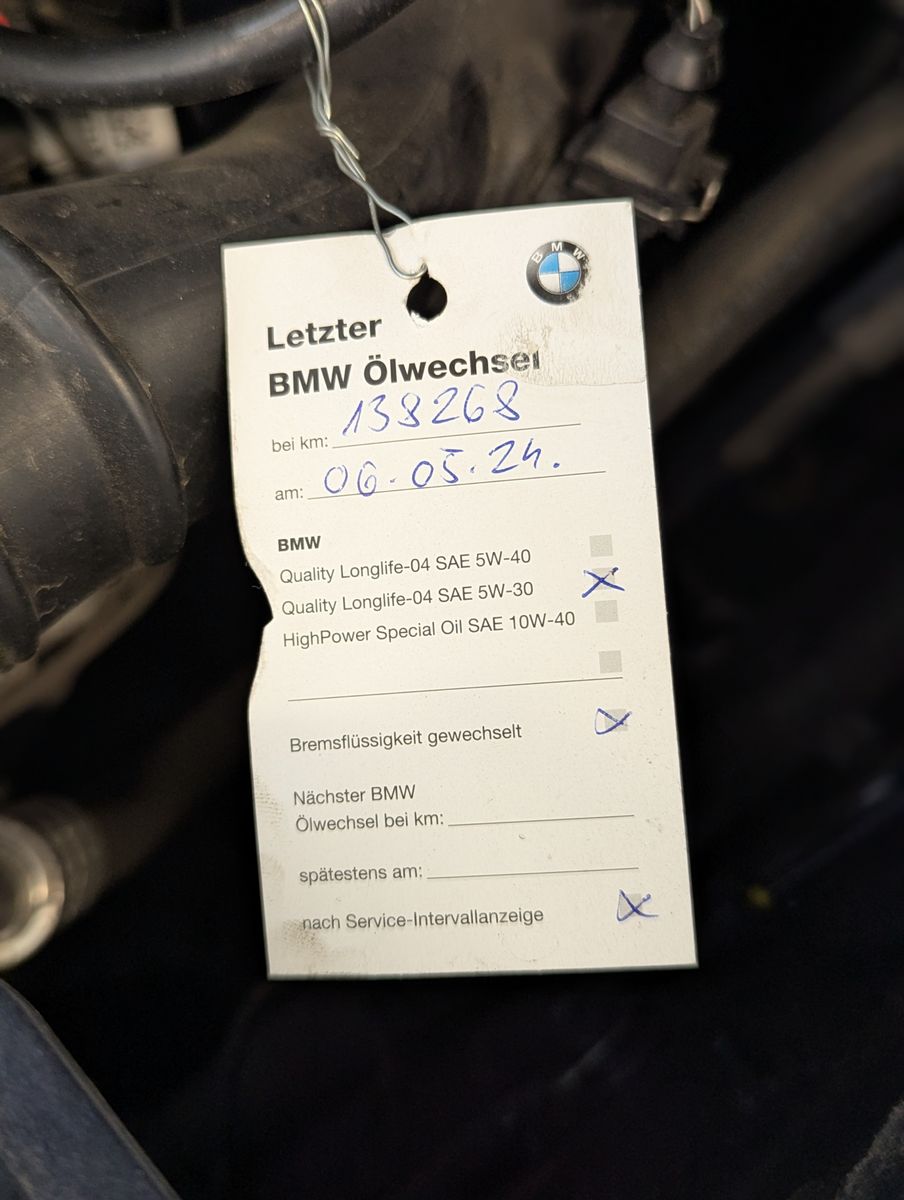 BMW
Letzter
BMW Ölwechsel
bei km: 138268
am: 06.05.24.
BMW
Quality Longlife-04 SAE 5W-40
Quality Longlife-04 SAE 5W-30 X
HighPower Special Oil SAE 10W-40
Bremsflüssigkeit gewechselt X
Nächster BMW
Ölwechsel bei km:
spätestens am:
nach Service-Intervallanzeige X